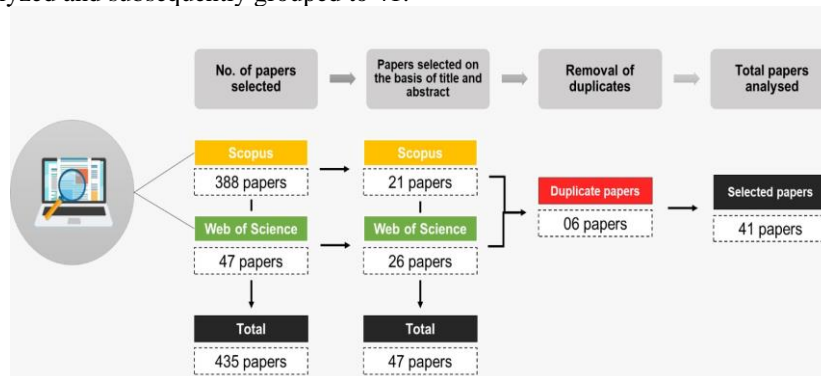 and subsequently grouped to 41.
No. of papers
selected
Papers selected on
the basis of title and
abstract
Removal of
duplicates
Total papers
analysed
Scopus
388 papers
Web of Science
47 papers
Total
435 papers
Scopus
21 papers
Web of Science
26 papers
Total
47 papers
Duplicate papers
06 papers
Selected papers
41 papers